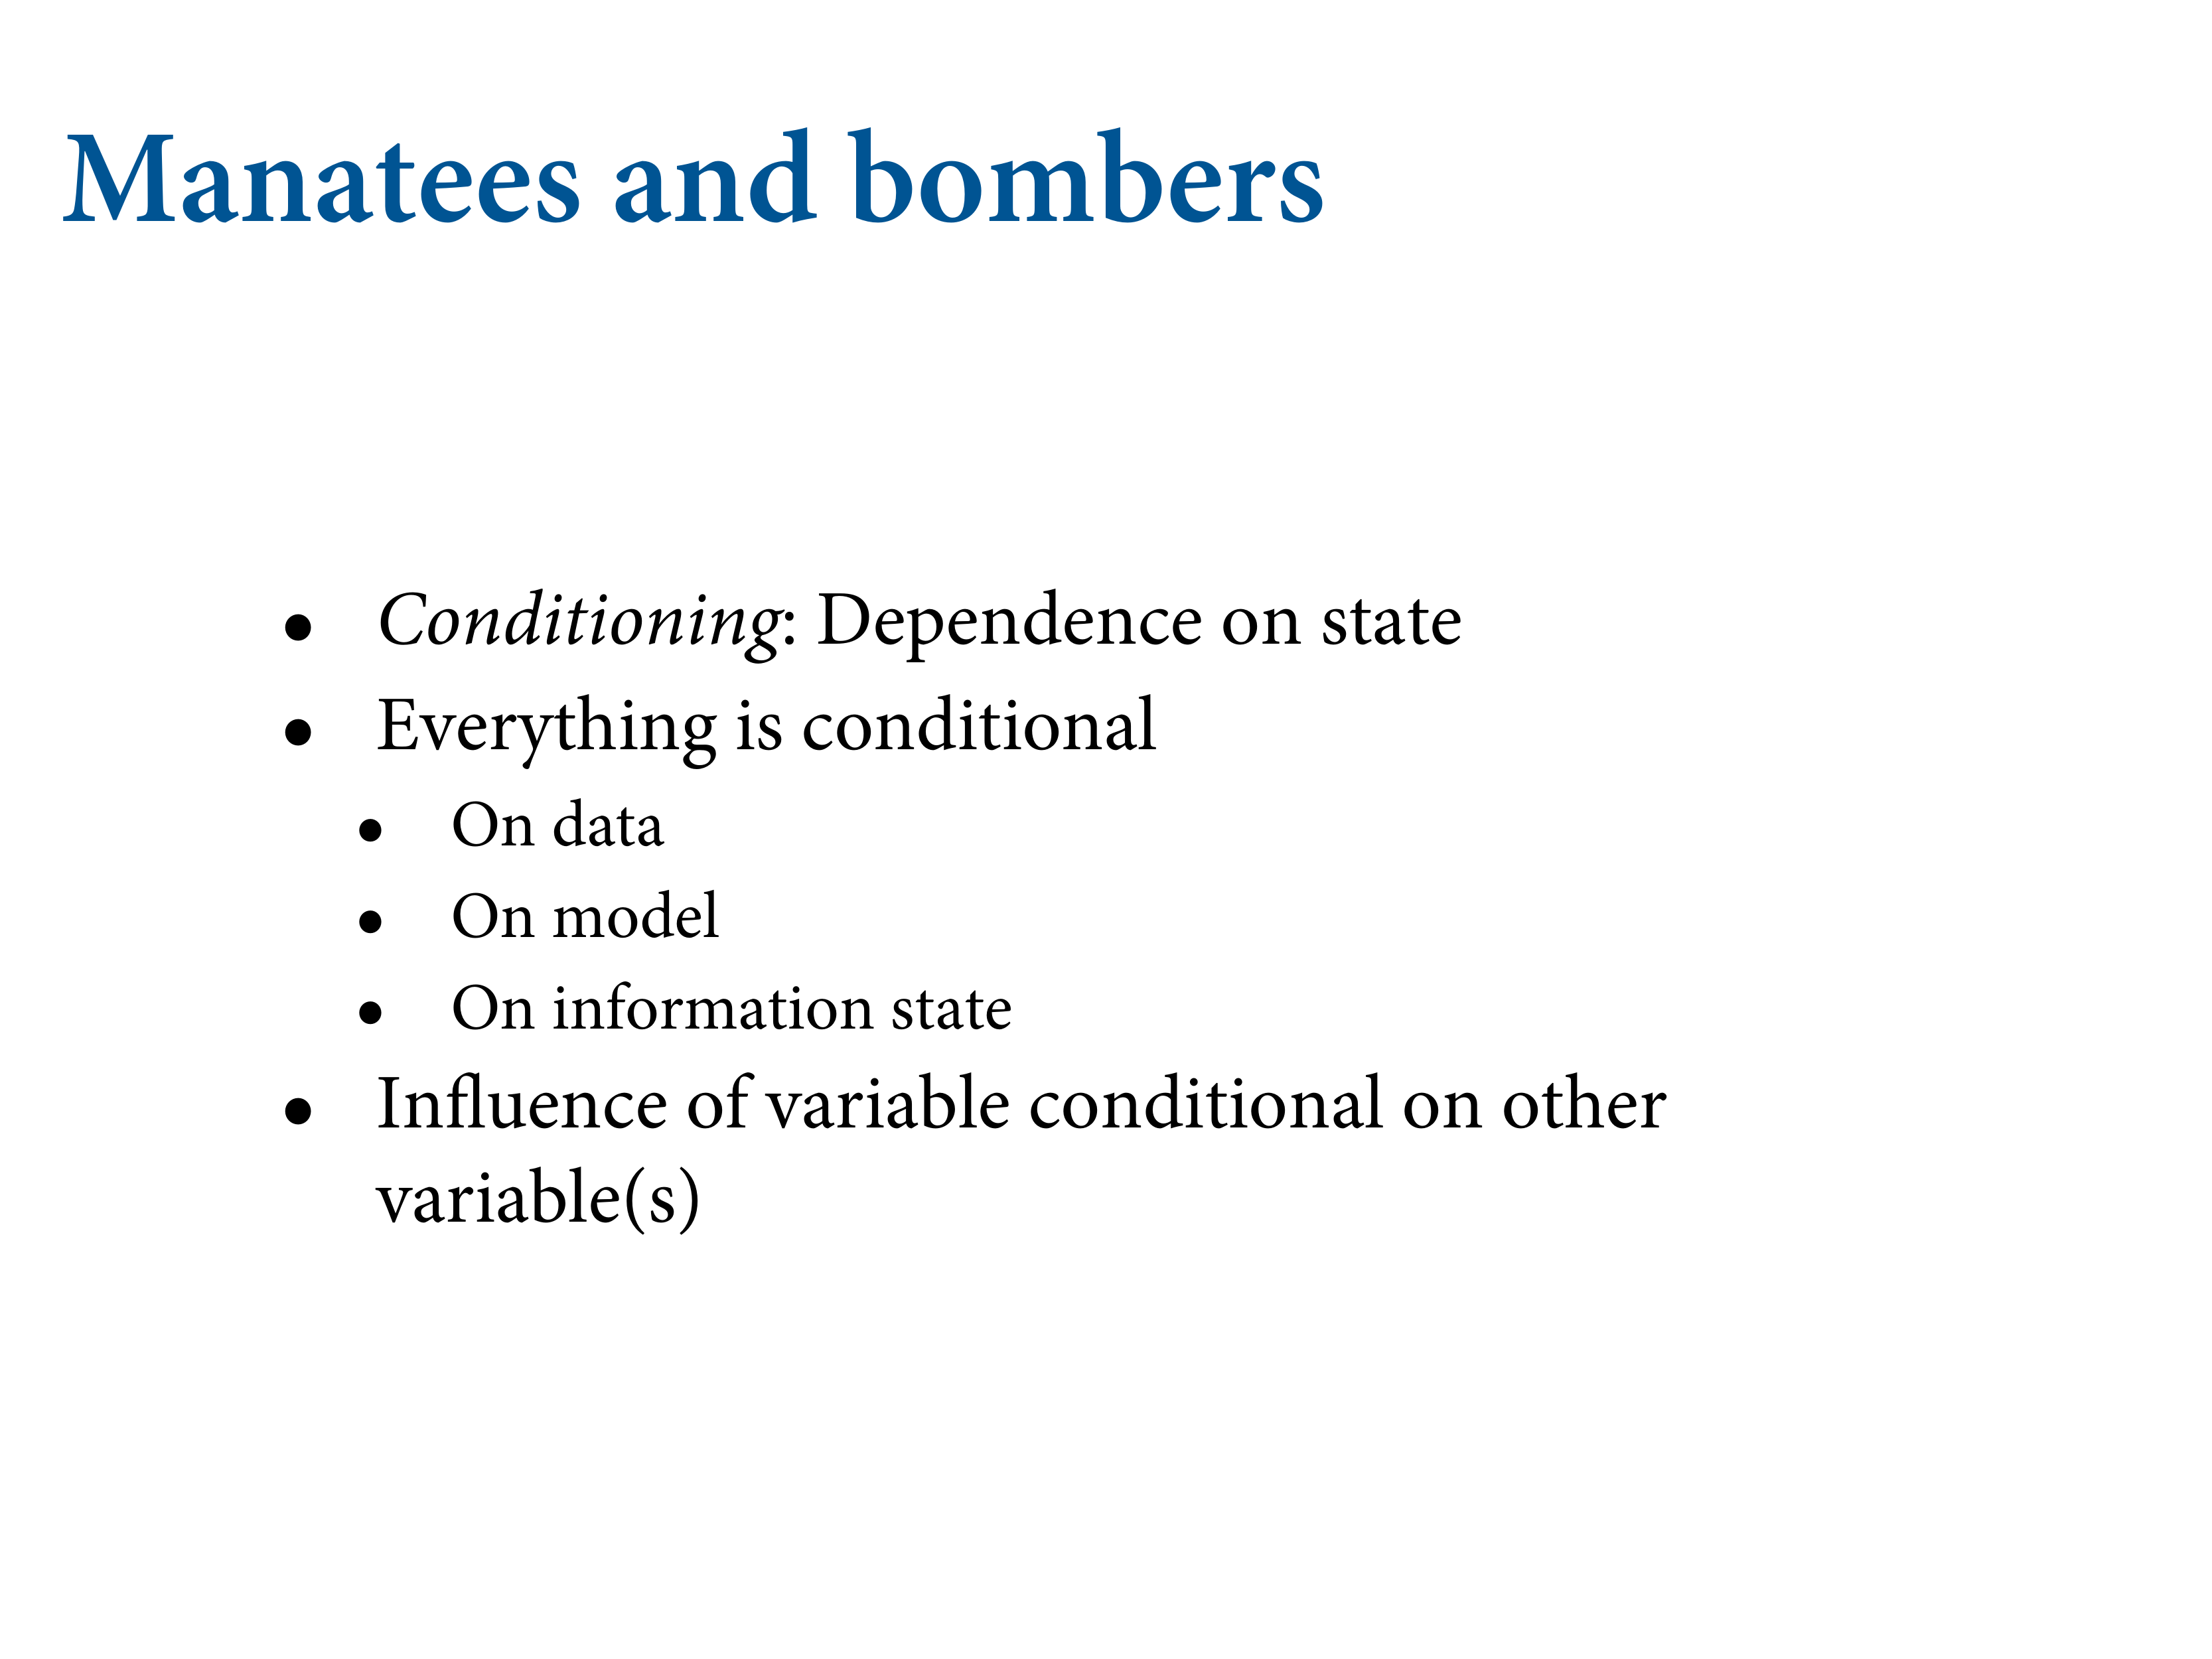 Manatees and bombers
• Conditioning: Dependence on state
• Everything is conditional
• On data
• On model
• On information state
• Influence of variable conditional on other
variable(s)